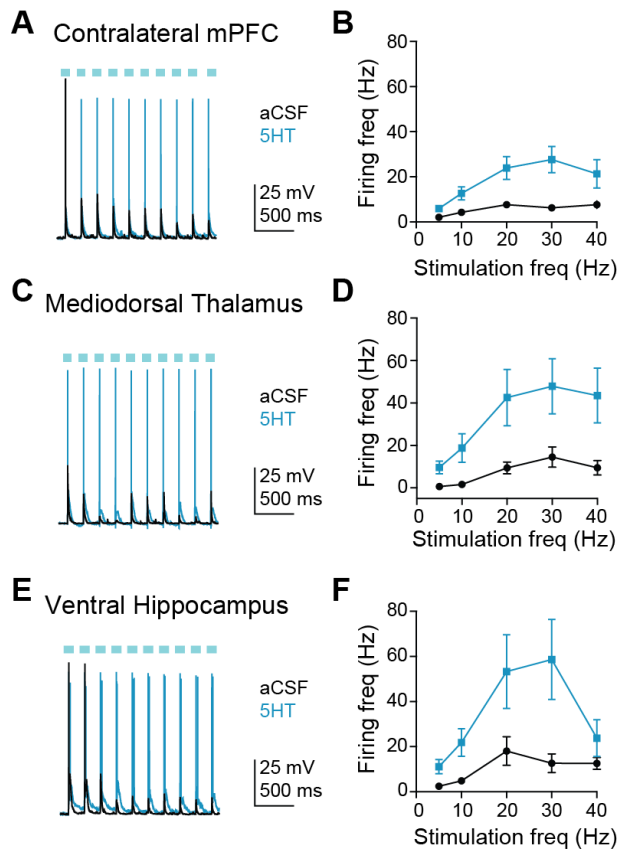 A Contralateral mPFC
aCSF
5HT
25 mV
500 ms
B
Firing freq (Hz)
80
60
40
20
0
0 10 20 30 40
Stimulation freq (Hz)
C Mediodorsal Thalamus
aCSF
5HT
25 mV
500 ms
D
Firing freq (Hz)
80
60
40
20
0
0 10 20 30 40
Stimulation freq (Hz)
E Ventral Hippocampus
aCSF
5HT
25 mV
500 ms
F
Firing freq (Hz)
80
60
40
20
0
0 10 20 30 40
Stimulation freq (Hz)